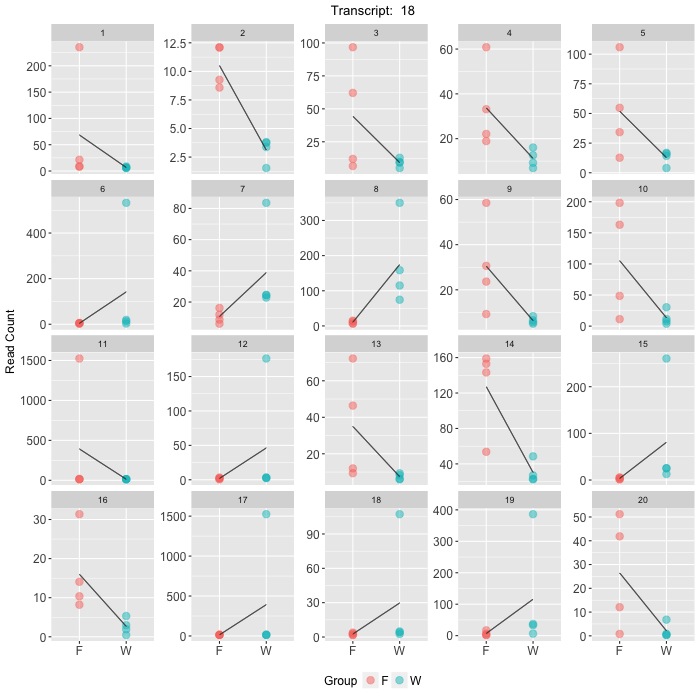 Transcript: 18
1 2 3 4 5
200 150 100 50 0
12.5 10.0 7.5 5.0 2.5
100 75 50 25
60 40 20
100 75 50 25 0
6 7 8 9 10
400 200 0
80 60 40 20
300 200 100 0
60 40 20
200 150 100 50 0
Read Count
11 12 13 14 15
1500 1000 500 0
150 100 50 0
60 40 20
160 120 80 40
200 100 0
16 17 18 19 20
30 20 10 0
1500 1000 500 0
90 60 30 0
400 300 200 100 0
50 40 30 20 10 0
F W F W F W F W F W
Group F W